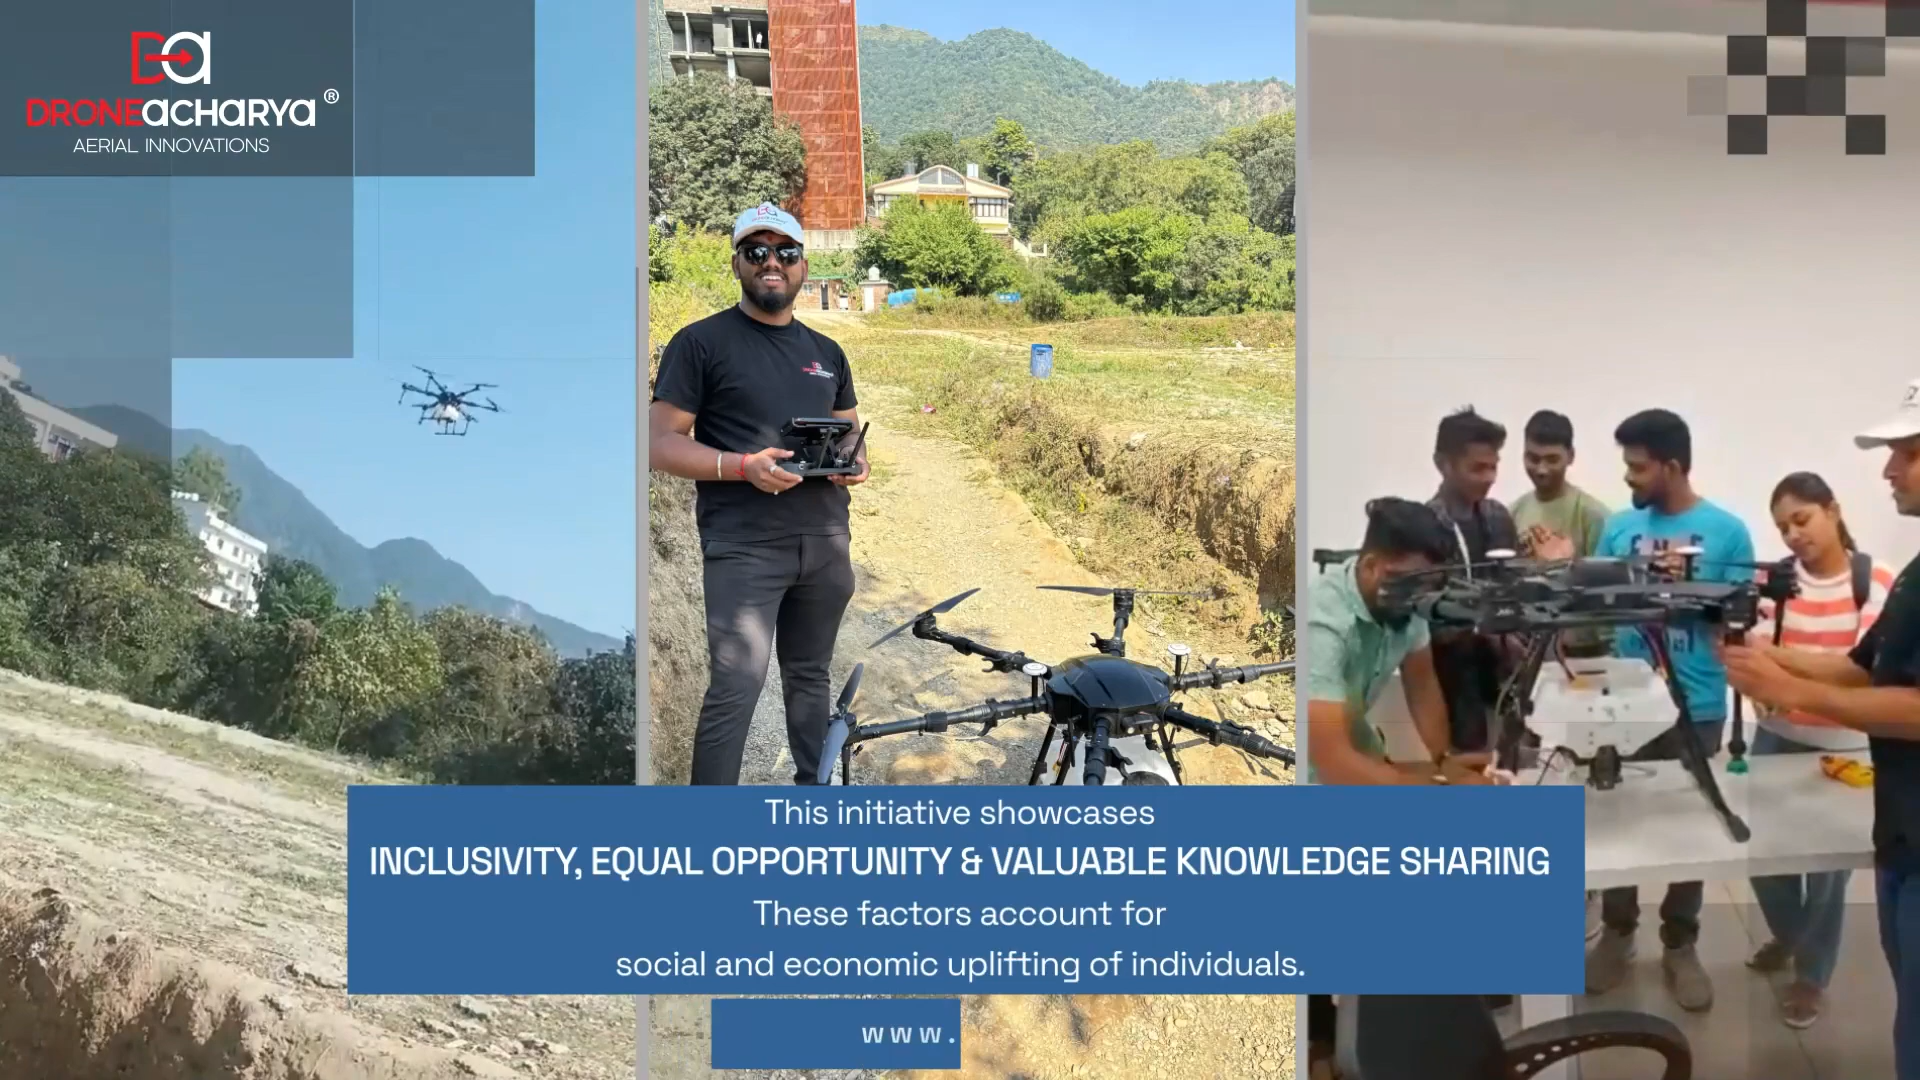 DRONEacHarya®
AERIAL INNOVATIONS
This initiative showcases
INCLUSIVITY, EQUAL OPPORTUNITY & VALUABLE KNOWLEDGE SHARING
These factors account for
social and economic uplifting of individuals.
www.